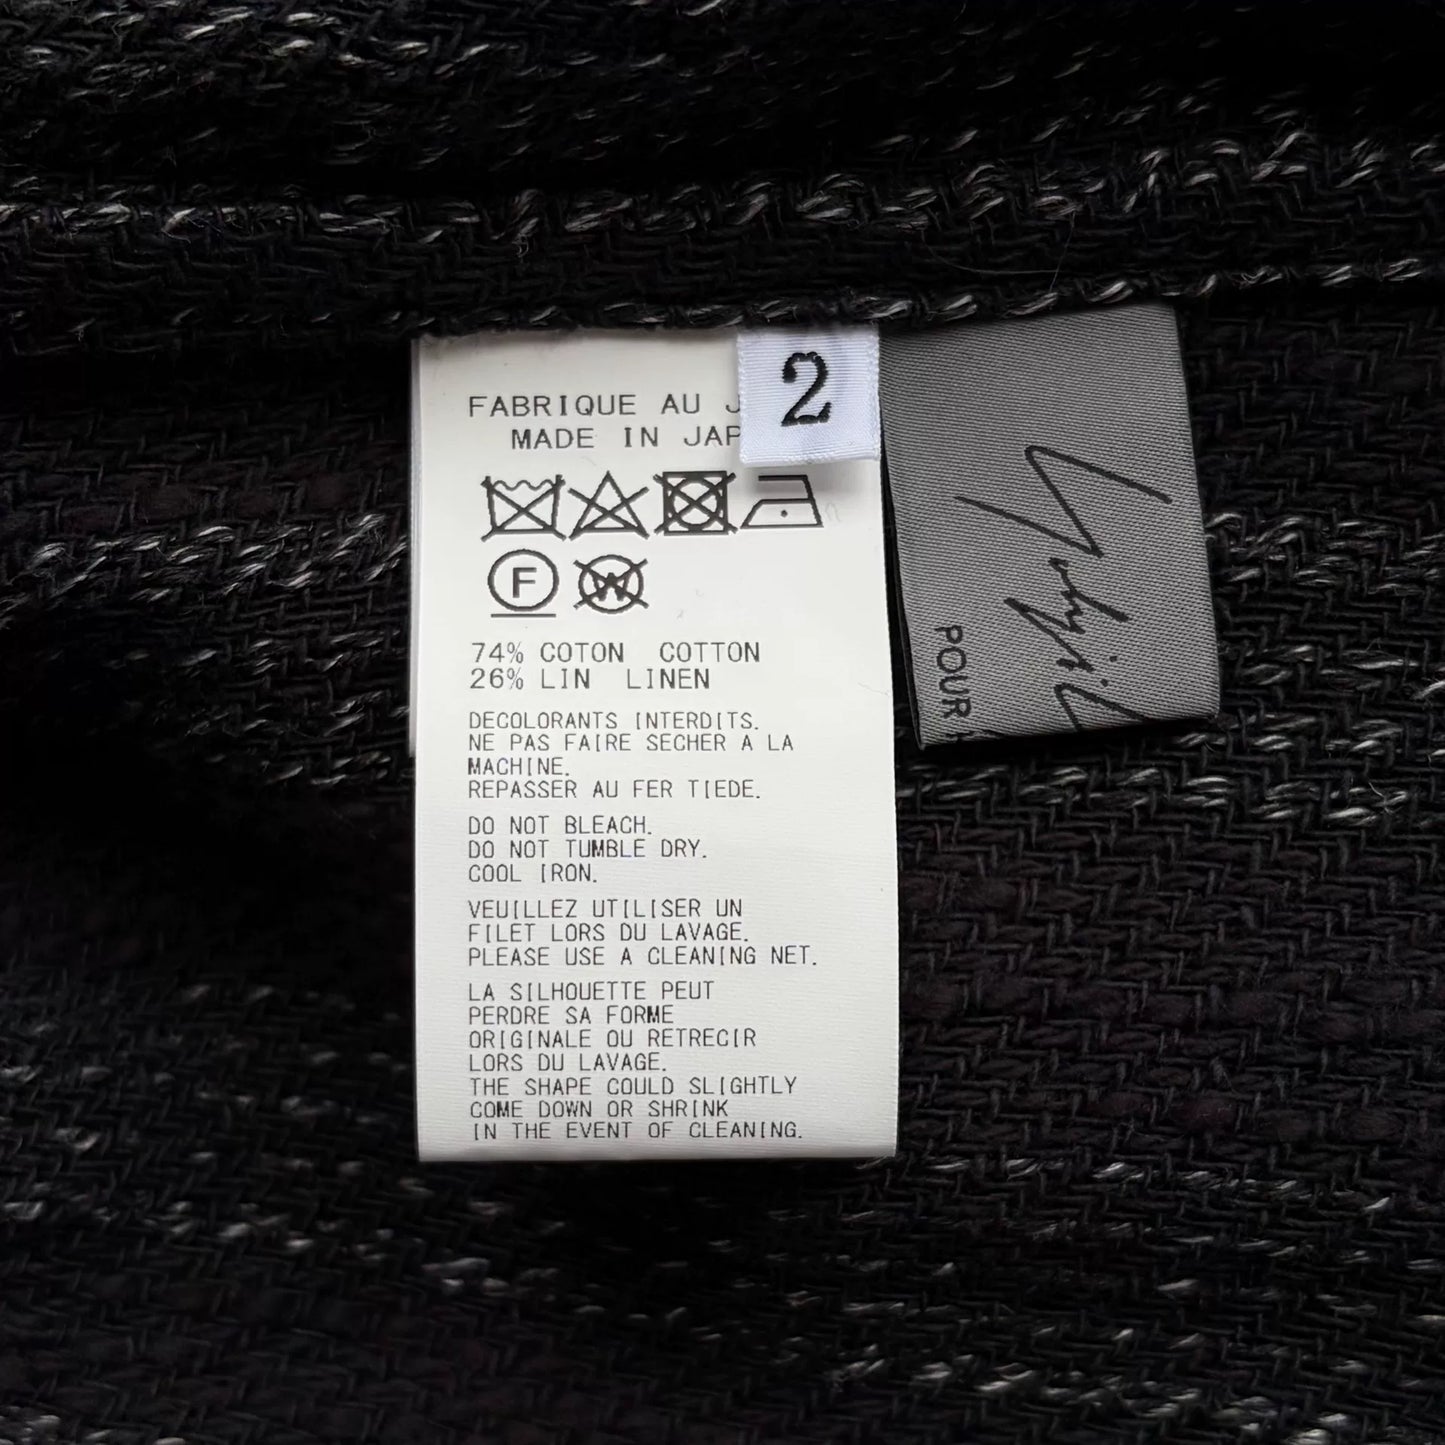 FABRIQUE AU
MADE IN
2
F
W
74% COTON COTTON
26% LIN LINEN
DECOLORANTS INTERDITS.
NE PAS FAIRE SECHER A LA
MACHINE.
REPASSER AU FER TIEDE.
DO NOT BLEACH.
DO NOT TUMBLE DRY.
COOL IRON.
VEUILLEZ UTILISER UN
FILET LORS DU LAVAGE.
PLEASE USE A CLEANING NET.
LA SILHOUETTE PEUT
PERDRE SA FORME
ORIGINALE OU RETRECIR
LORS DU LAVAGE.
THE SHAPE COULD SLIGHTLY
COME DOWN OR SHRINK
IN THE EVENT OF CLEANING.
POUR